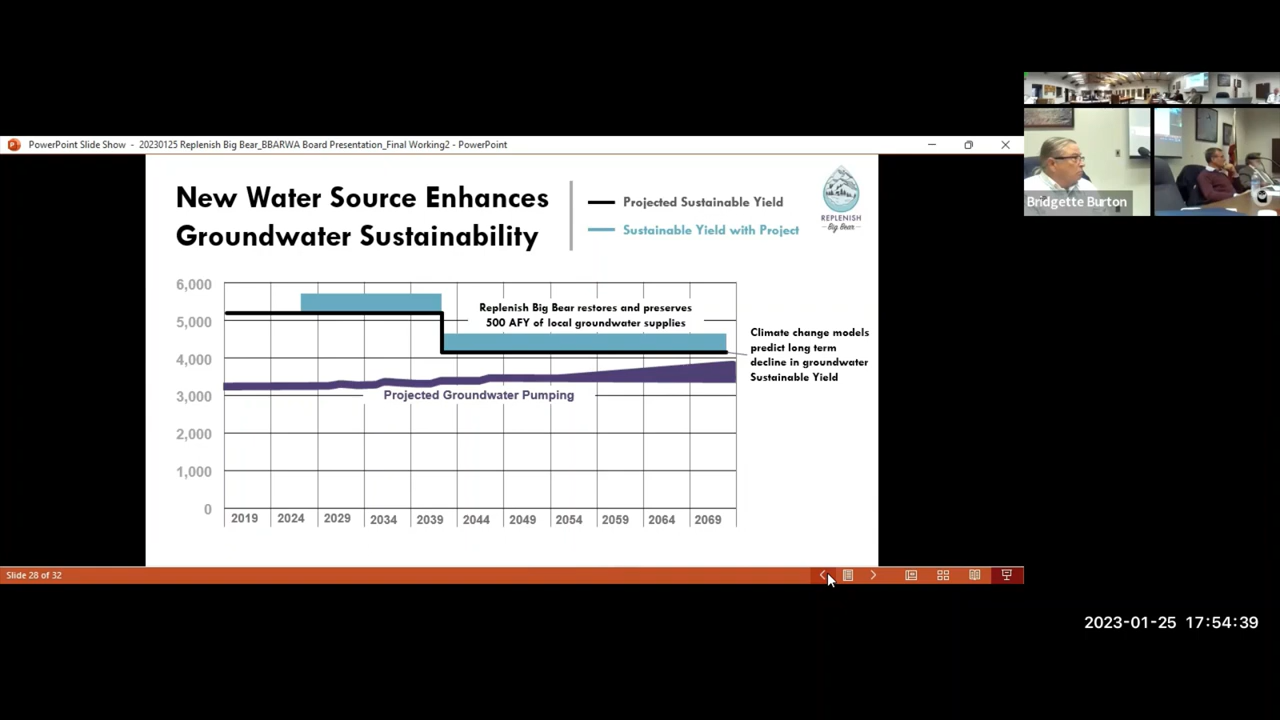 PowerPoint Slide Show - 20230125 Replenish Big Bear_BBARWA Board Presentation_Final Working2 - PowerPoint
Bridgette Burton
New Water Source Enhances
Groundwater Sustainability
Projected Sustainable Yield
Sustainable Yield with Project
REPLENISH
Big Bear
6,000
5,000
4,000
3,000
2,000
1,000
0
Replenish Big Bear restores and preserves
500 AFY of local groundwater supplies
Climate change models
predict long term
decline in groundwater
Sustainable Yield
Projected Groundwater Pumping
2019 2024 2029 2034 2039 2044 2049 2054 2059 2064 2069
Slide 28 of 32
2023-01-25 17:54:39